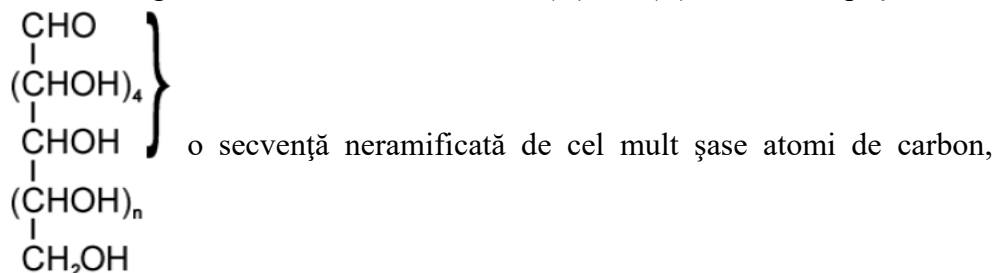 CHO
(CHOH)₄
CHOH o secvenţă neramificată de cel mult şase atomi de carbon,
(CHOH)ₙ
CH₂OH